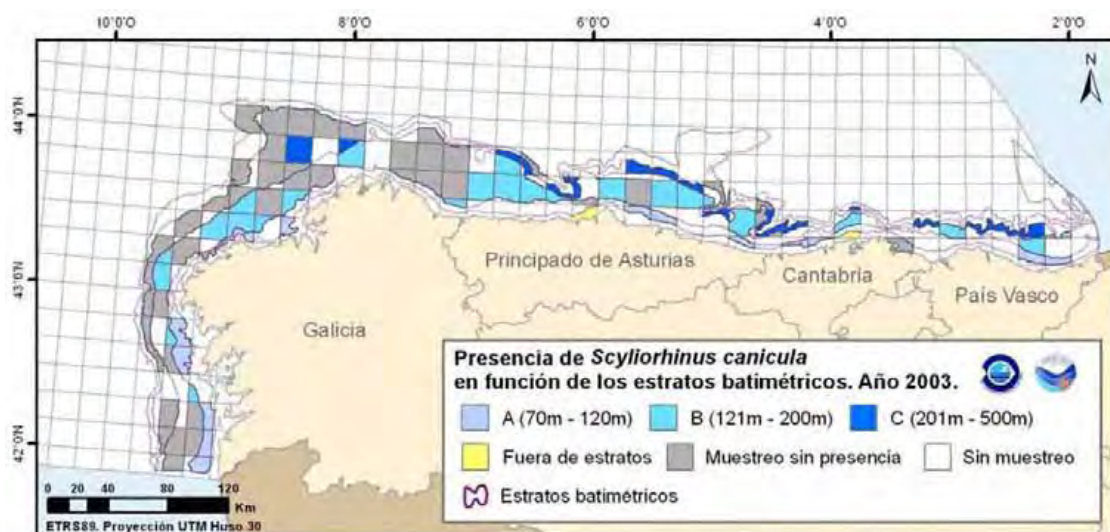 10°0'O 8°0'O 6°0'O 4°0'O 2°0'O
N
44°0'N
43°0'N
42°0'N
Principado de Asturias
Cantabria
País Vasco
Galicia
Presencia de Scyliorhinus canicula
en función de los estratos batimétricos. Año 2003.
A (70m - 120m) B (121m - 200m) C (201m - 500m)
Fuera de estratos Muestreo sin presencia Sin muestreo
Estratos batimétricos
0 20 40 80 120
Km
ETRS89. Proyección UTM Huso 30